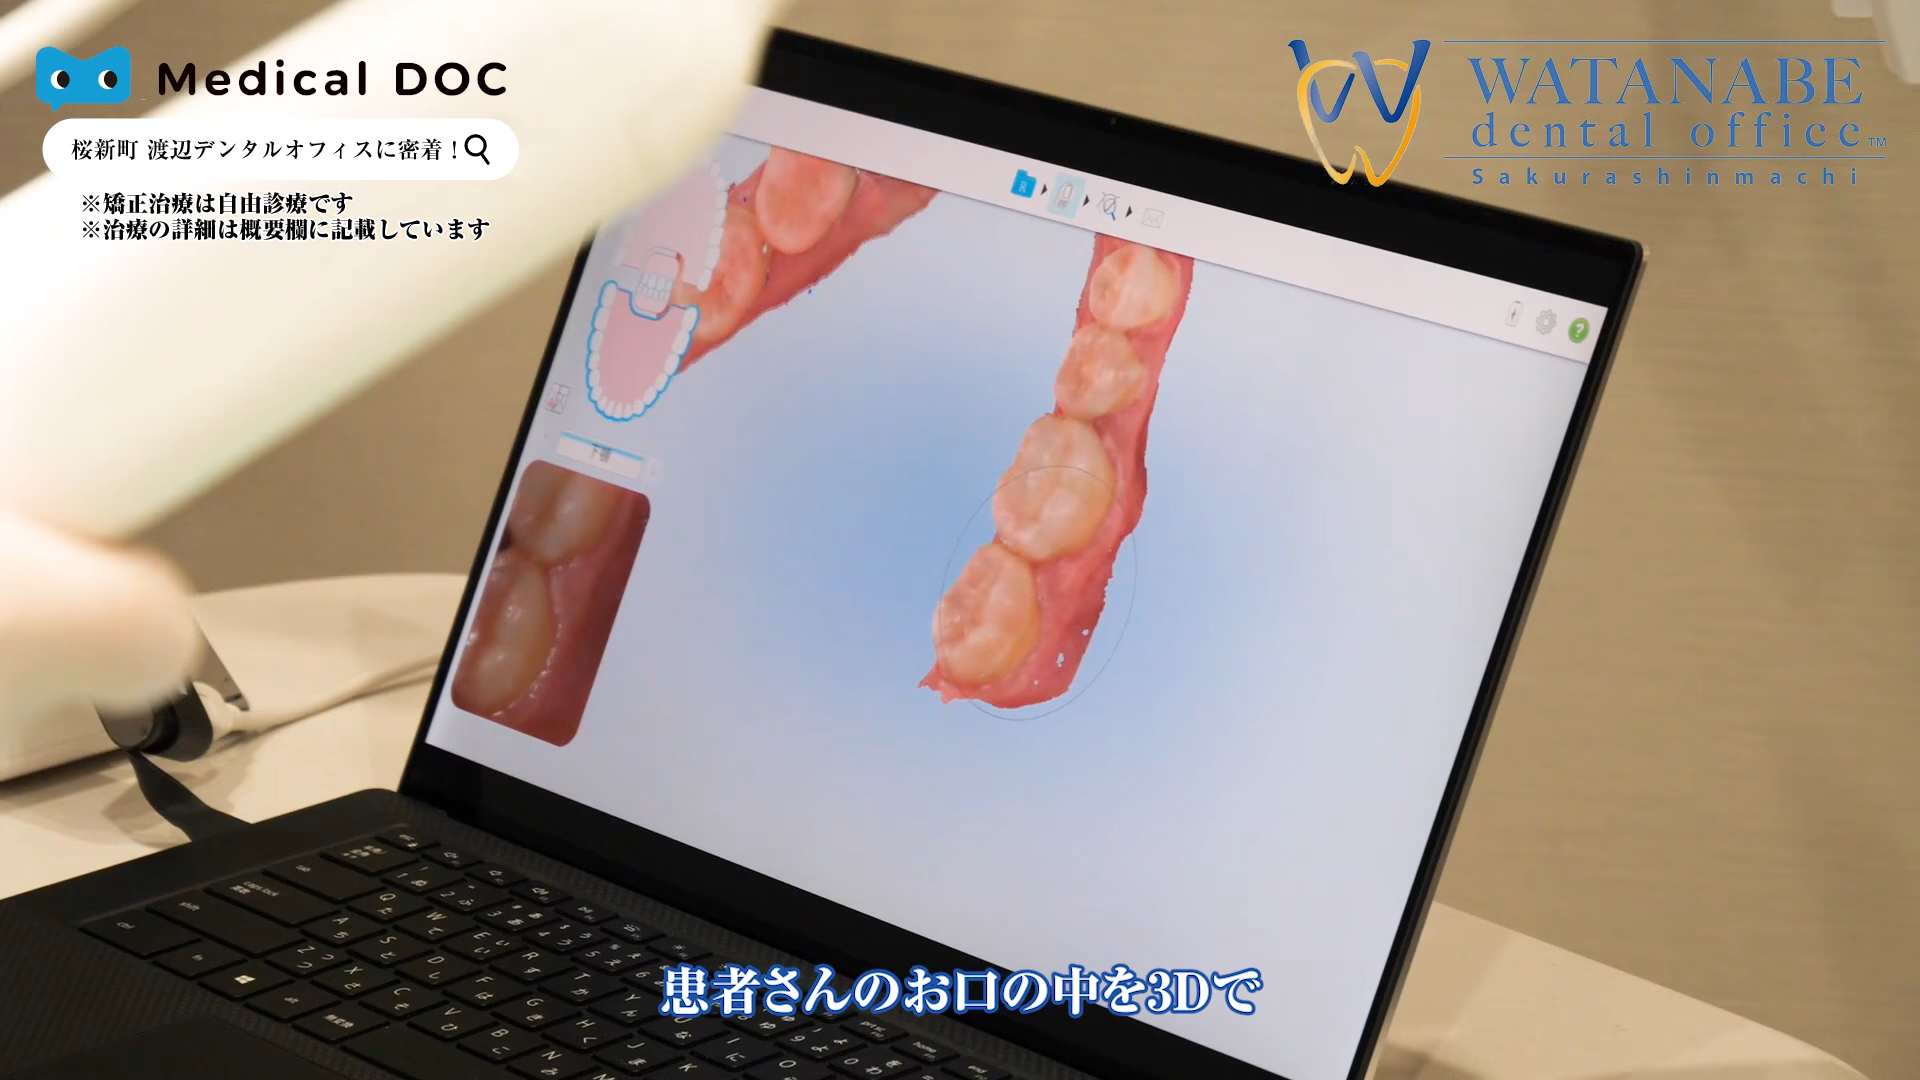 Medical DOC
桜新町 渡辺デンタルオフィスに密着！
※矯正治療は自由診療です
※治療の詳細は概要欄に記載しています
WATANABE
dental office TM
Sakurashinmachi
下顎
患者さんのお口の中を3Dで